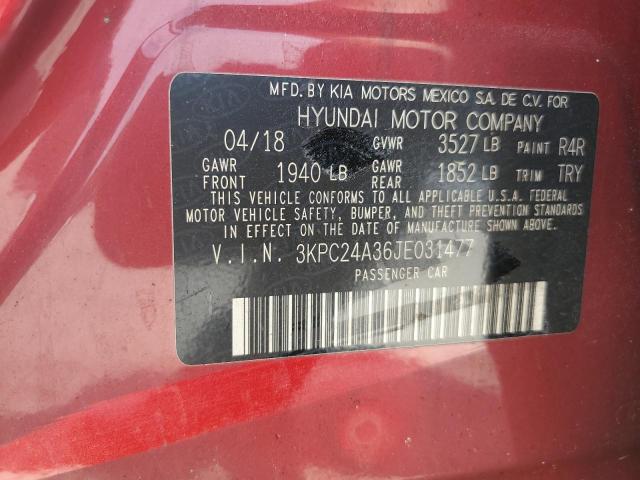 MFD. BY KIA MOTORS MEXICO S.A. DE C.V. FOR
HYUNDAI MOTOR COMPANY
04/18 GVWR 3527 LB PAINT R4R
GAWR FRONT 1940 LB GAWR REAR 1852 LB TRIM TRY
THIS VEHICLE CONFORMS TO ALL APPLICABLE U.S.A. FEDERAL
MOTOR VEHICLE SAFETY, BUMPER, AND THEFT PREVENTION STANDARDS
IN EFFECT ON THE DATE OF MANUFACTURE SHOWN ABOVE.
V.I.N. 3KPC24A36JE031477
PASSENGER CAR